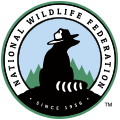 NATIONAL WILDLIFE FEDERATION
• SINCE 1936 •
TM